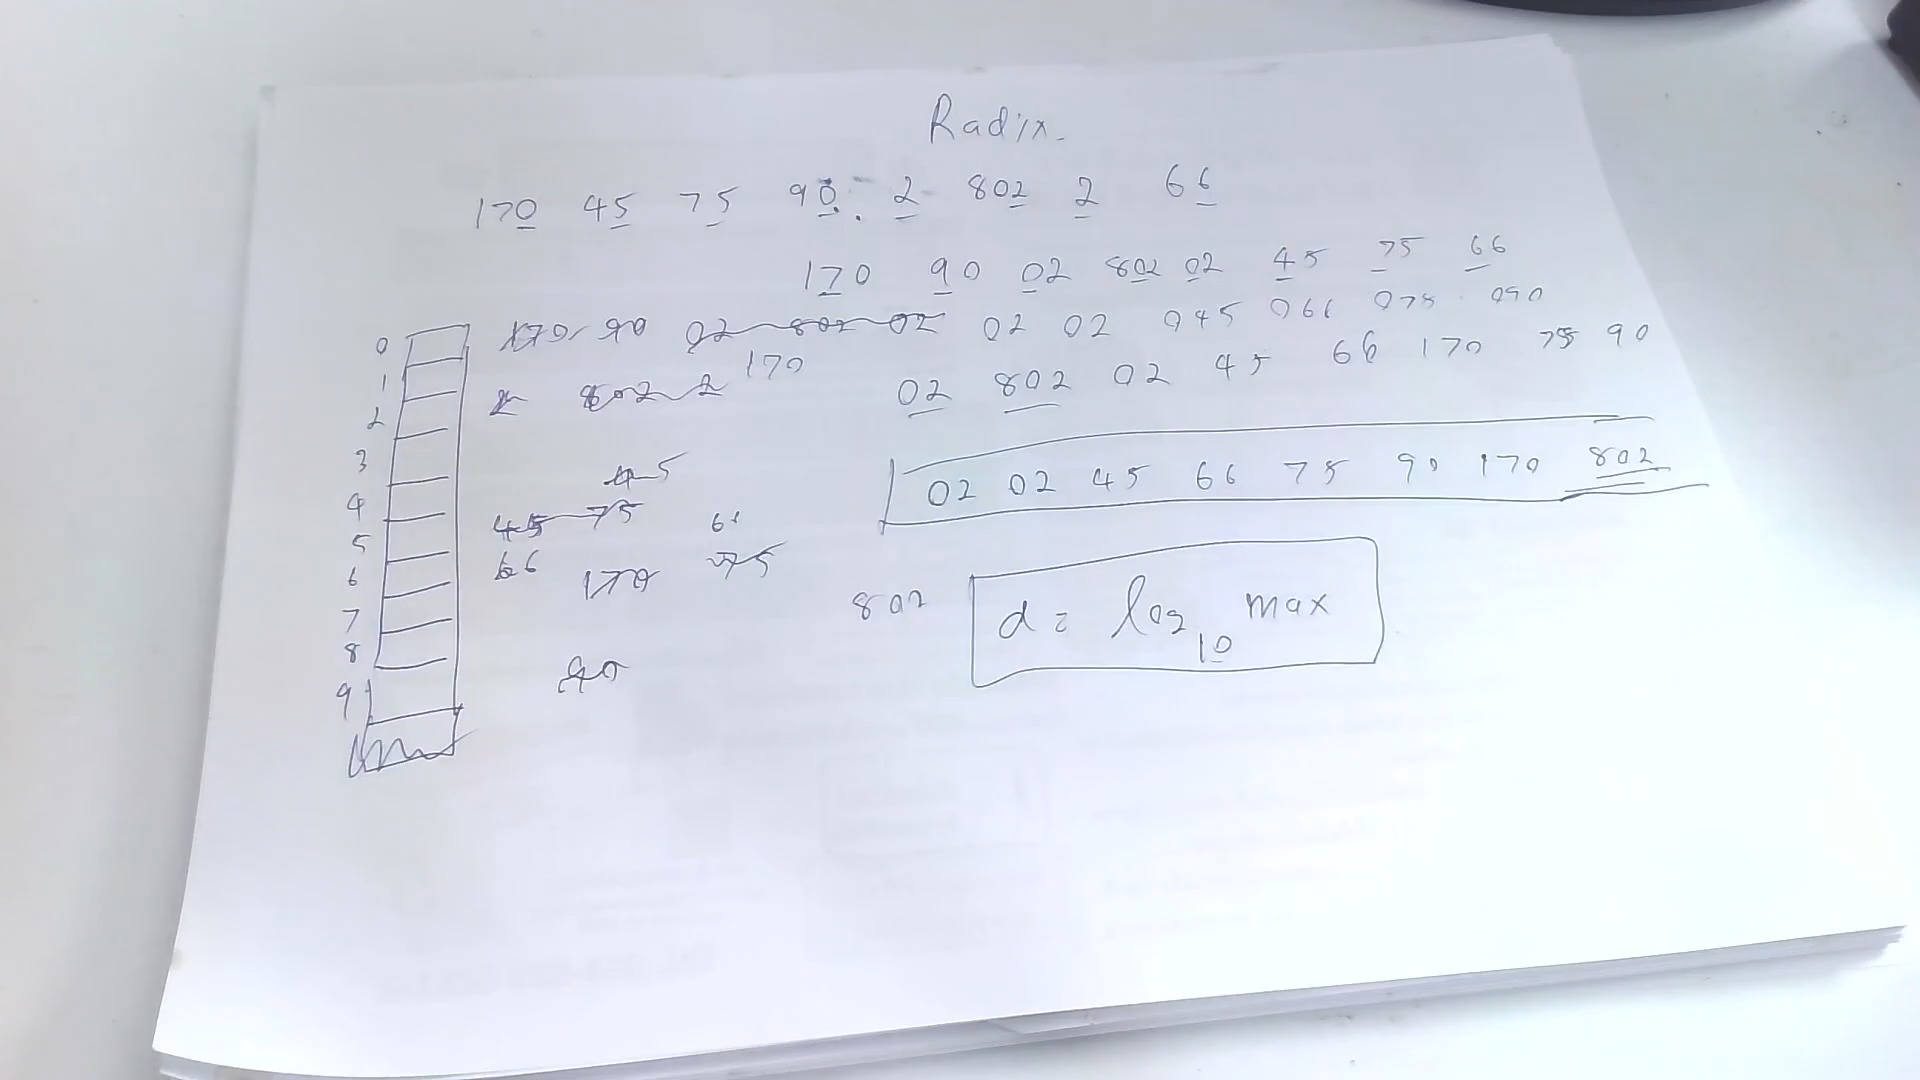 Radix
170 45 75 90 2 802 2 66
170 90 02 802 02 45 75 66
0 170 90 02 802 02 02 02 045 066 075 090
1 2 802 2 170 02 802 02 45 66 170 75 90
2
3 45 02 02 45 66 75 90 170 802
4 45 75
5 66
6 170 75 802 d = log10 max
7
8 90
9